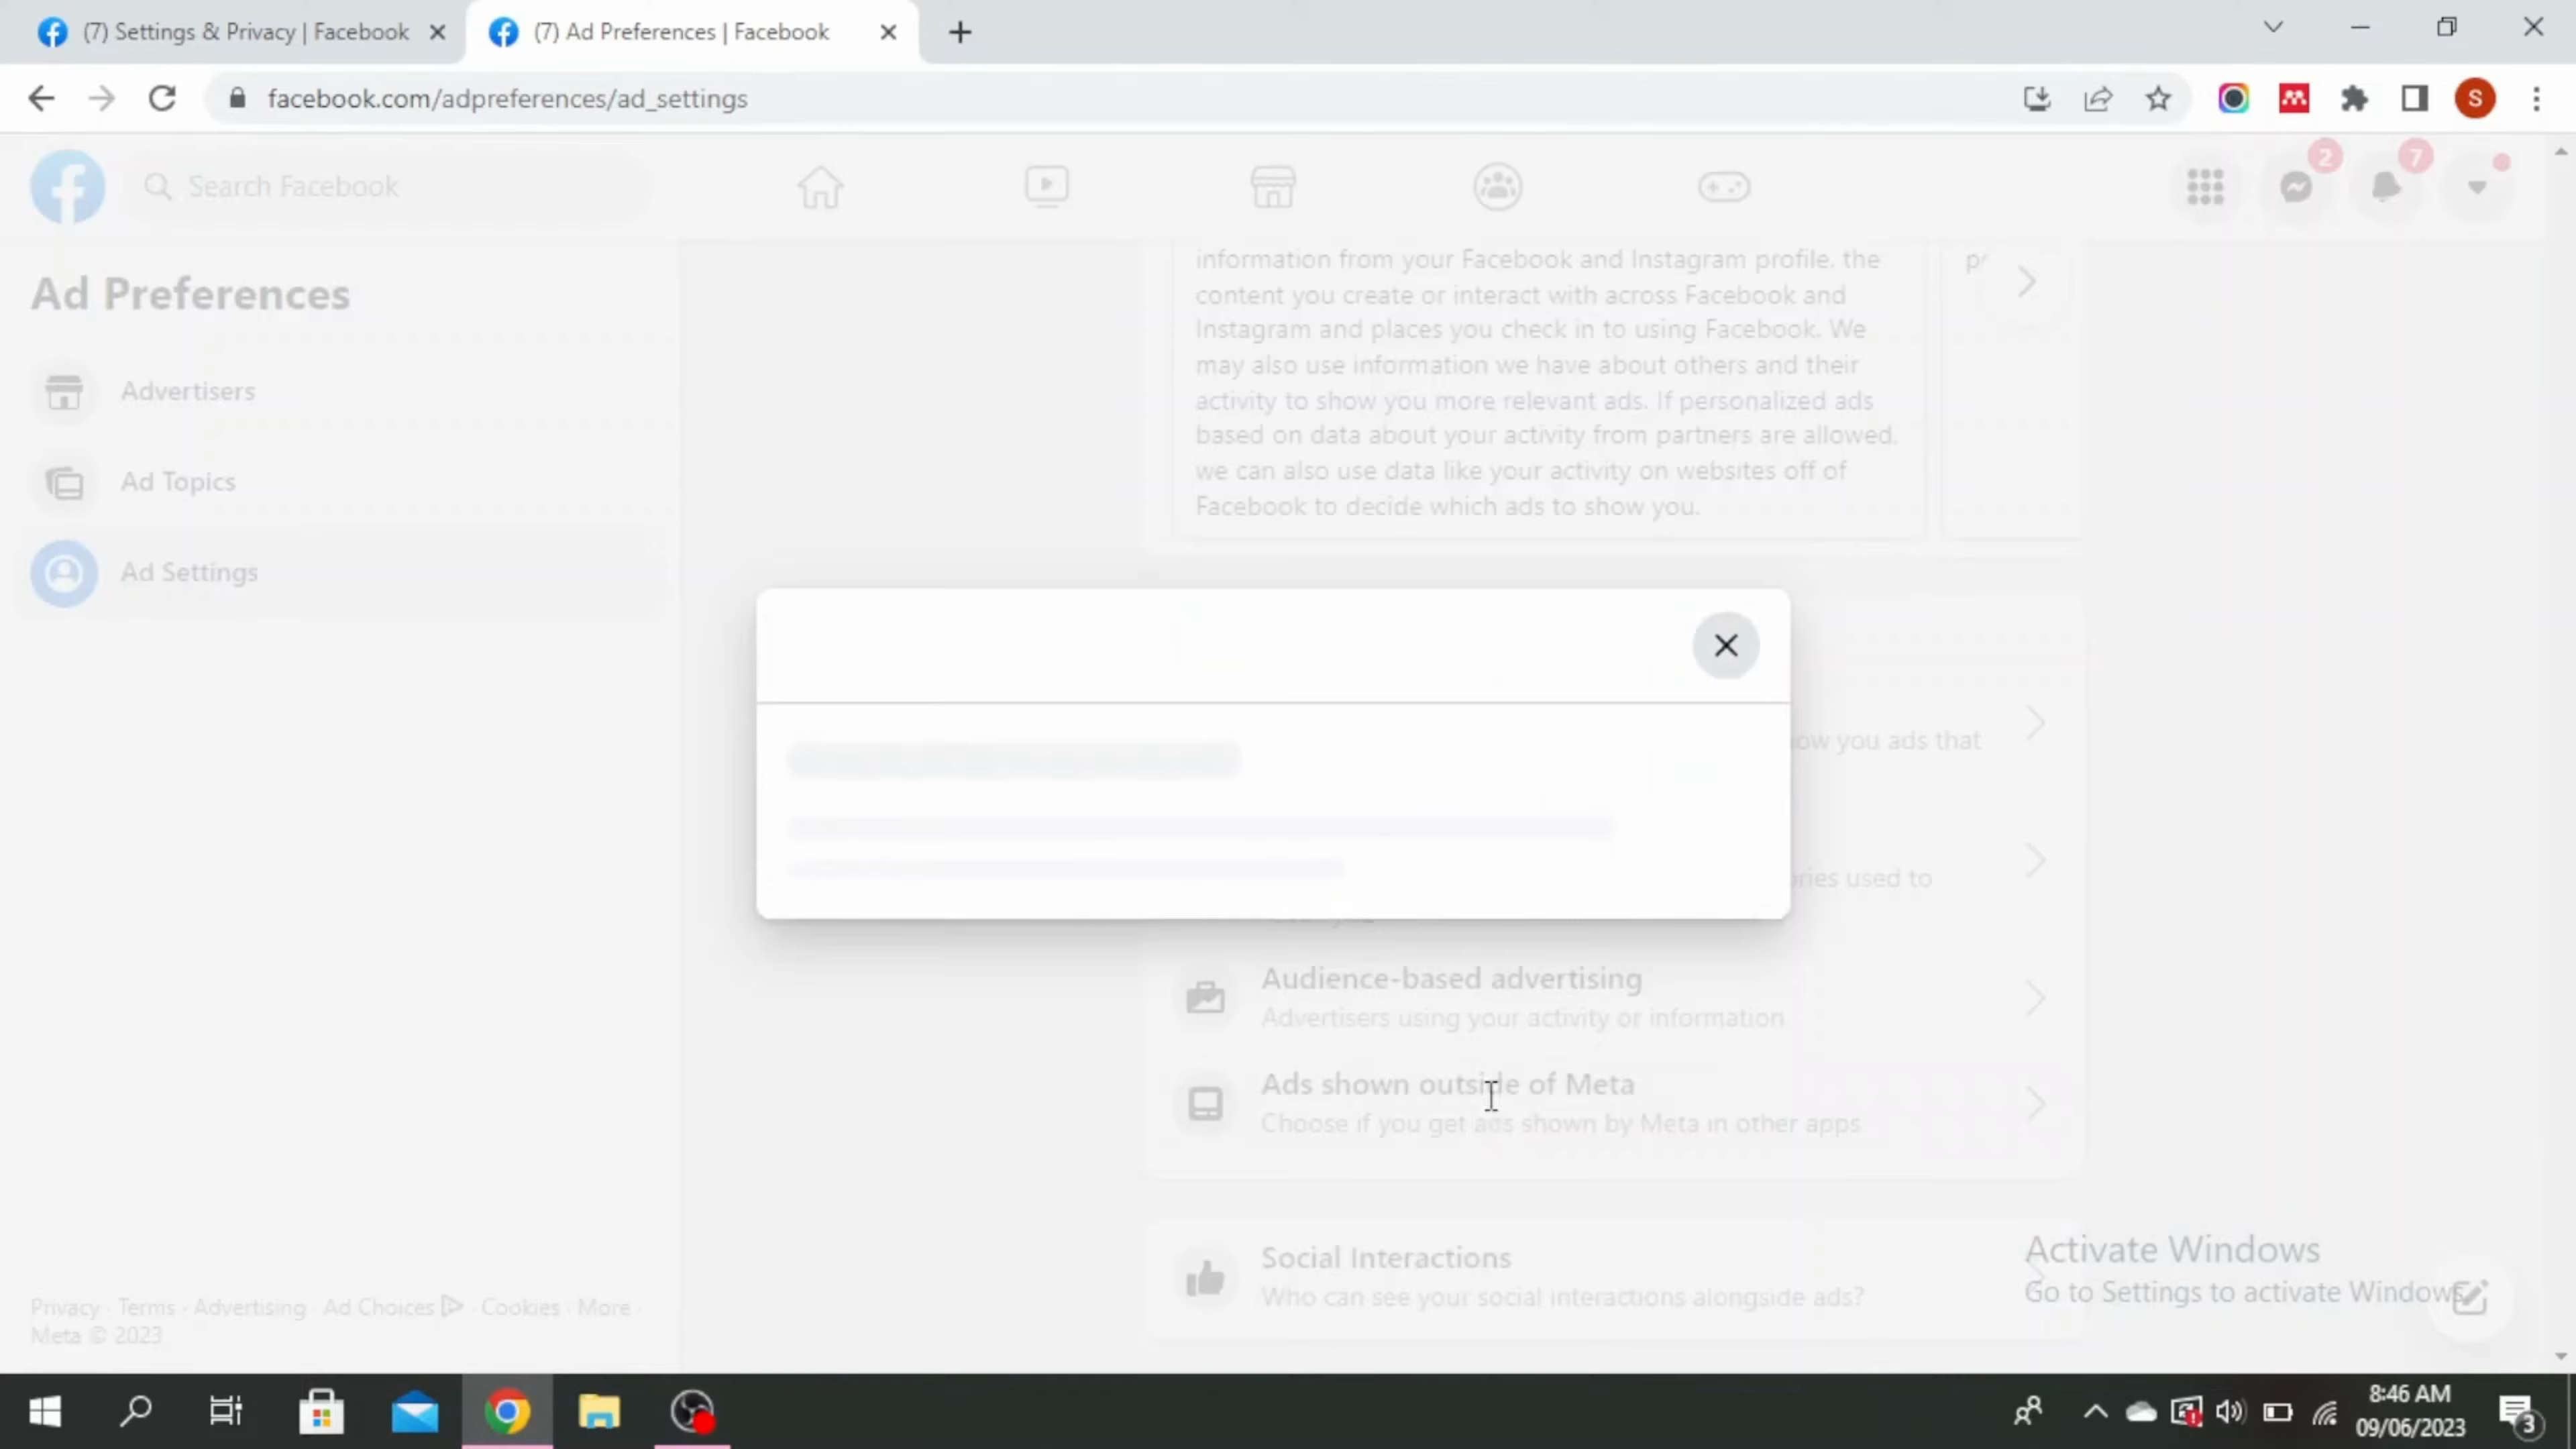 (7) Settings & Privacy | Facebook
(7) Ad Preferences | Facebook
facebook.com/adpreferences/ad_settings
S
Search Facebook
2
7
Ad Preferences
Advertisers
Ad Topics
Ad Settings
information from your Facebook and Instagram profile, the
content you create or interact with across Facebook and
Instagram and places you check in to using Facebook. We
may also use information we have about others and their
activity to show you more relevant ads. If personalized ads
based on data about your activity from partners are allowed,
we can also use data like your activity on websites off of
Facebook to decide which ads to show you.
you ads that
used to
Audience-based advertising
Advertisers using your activity or information
Ads shown outside of Meta
Choose if you get ads shown by Meta in other apps
Social Interactions
Who can see your social interactions alongside ads?
Privacy · Terms · Advertising · Ad Choices · Cookies · More ·
Meta © 2023
Activate Windows
Go to Settings to activate Windows.
8:46 AM
09/06/2023
3